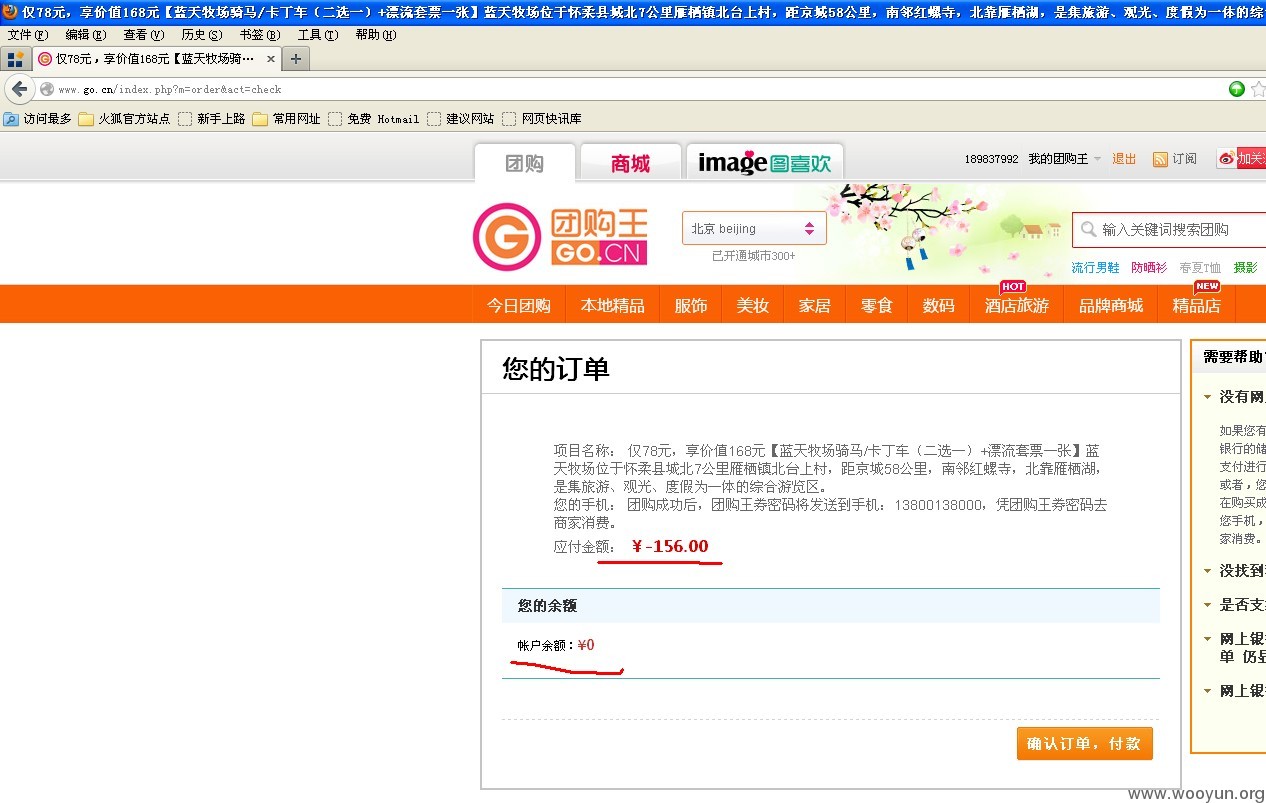 仅78元，享价值168元【蓝天牧场骑马/卡丁车（二选一）+漂流套票一张】蓝天牧场位于怀柔县城北7公里雁栖镇北台上村，距京城58公里，南邻红螺寺，北靠雁栖湖，是集旅游、观光、度假为一体的综
文件(F) 编辑(E) 查看(V) 历史(S) 书签(B) 工具(T) 帮助(H)
仅78元，享价值168元【蓝天牧场骑… × +
www.go.cn/index.php?m=order&act=check
访问最多 火狐官方站点 新手上路 常用网址 免费 Hotmail 建议网站 网页快讯库
团购 商城 image图喜欢 189837992 我的团购王 退出 订阅 加关
团购王
GO.CN
北京 beijing
已开通城市300+
输入关键词搜索团购
流行男鞋 防晒衫 春夏T恤 摄影
HOT NEW
今日团购 本地精品 服饰 美妆 家居 零食 数码 酒店旅游 品牌商城 精品店
您的订单
项目名称： 仅78元，享价值168元【蓝天牧场骑马/卡丁车（二选一）+漂流套票一张】蓝
天牧场位于怀柔县城北7公里雁栖镇北台上村，距京城58公里，南邻红螺寺，北靠雁栖湖，
是集旅游、观光、度假为一体的综合游览区。
您的手机： 团购成功后，团购王券密码将发送到手机：13800138000，凭团购王券密码去
商家消费。
应付金额： ¥-156.00
您的余额
帐户余额：¥0
确认订单，付款
需要帮助
没有网
如果您有
银行的储
支付进行
或者，您
在购买成
您手机，
家消费。
没找到
是否支
网上银
单 仍
网上银
www.wooyun.org